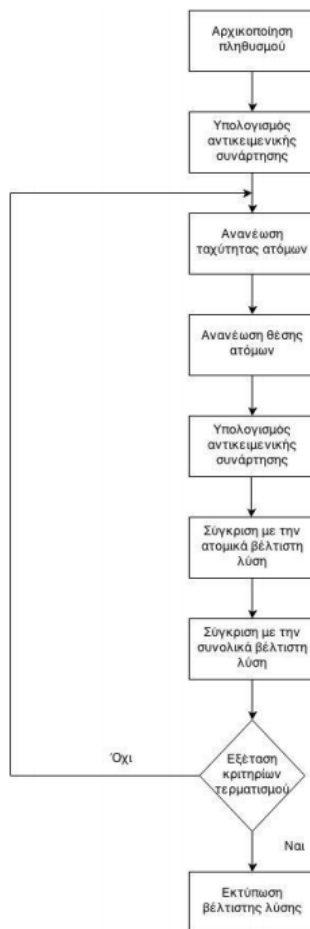 Αρχικοποίηση
πληθυσμού
Υπολογισμός
αντικειμενικής
συνάρτησης
Ανανέωση
ταχύτητας ατόμων
Ανανέωση θέσης
ατόμων
Υπολογισμός
αντικειμενικής
συνάρτησης
Σύγκριση με την
ατομικά βέλτιστη
λύση
Σύγκριση με την
συνολικά βέλτιστη
λύση
Όχι
Εξέταση
κριτηρίων
τερματισμού
Ναι
Εκτύπωση
βέλτιστης λύσης